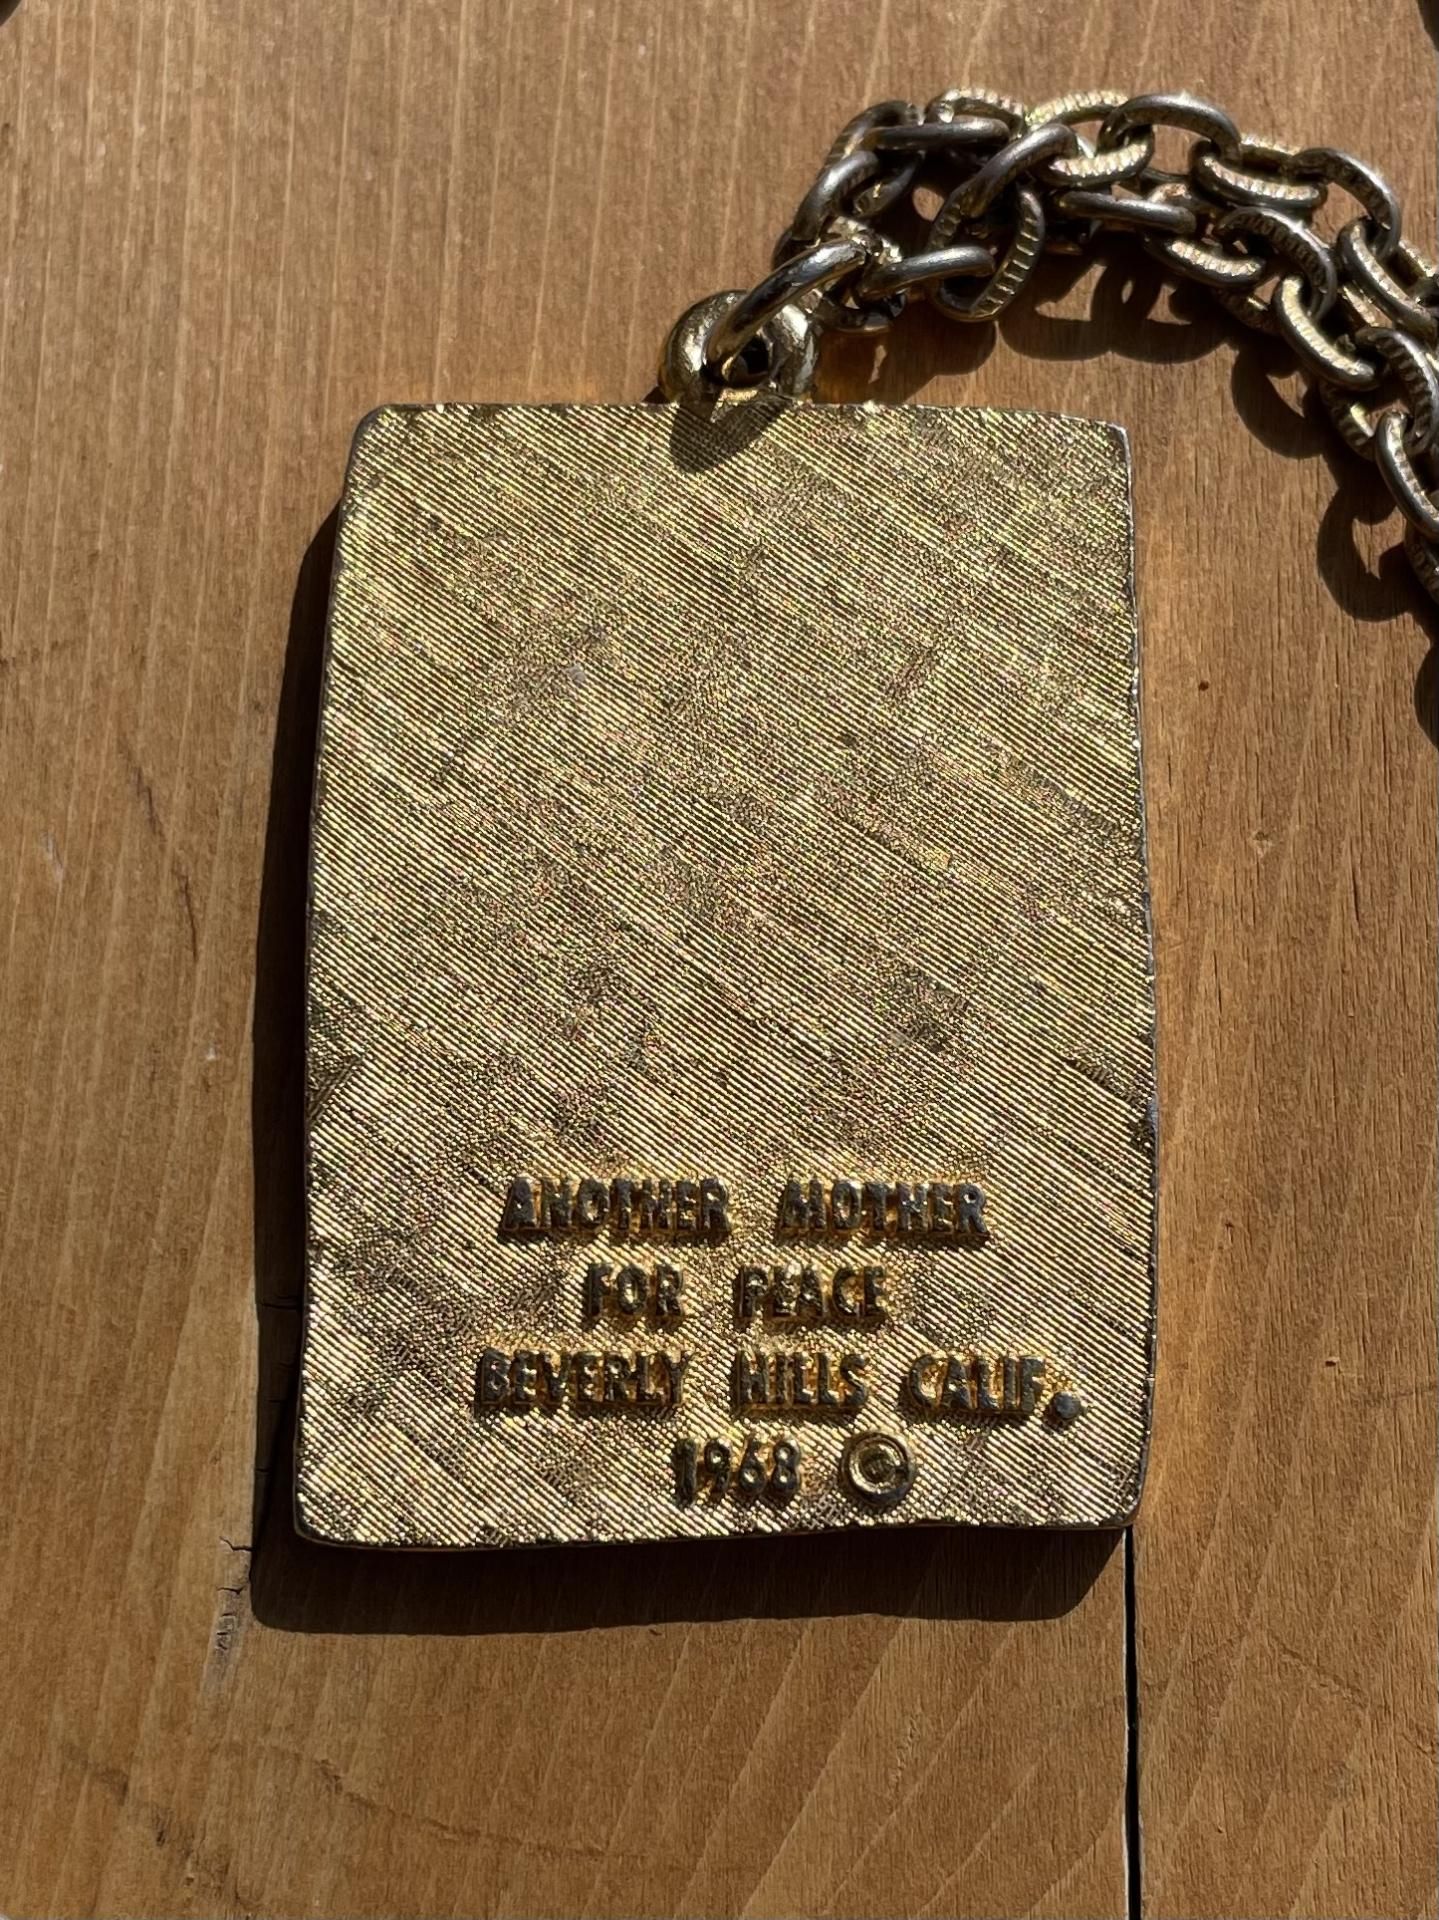 ANOTHER MOTHER
FOR PEACE
BEVERLY HILLS CALIF.
1968 ©